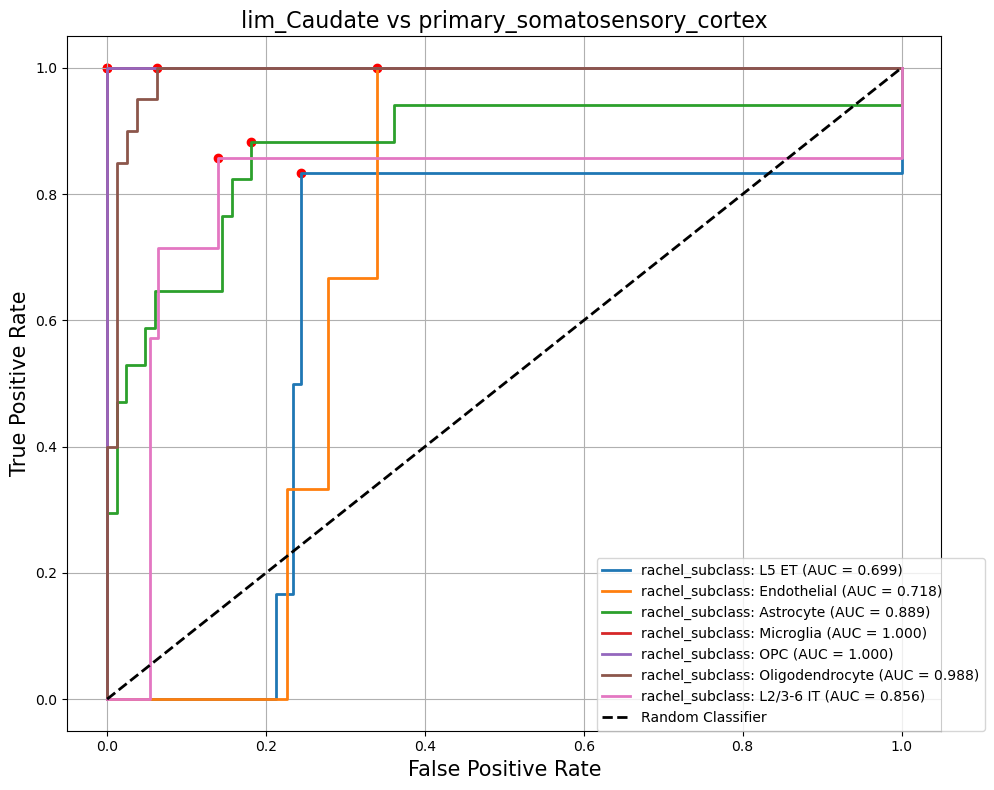 lim_Caudate vs primary_somatosensory_cortex
True Positive Rate
1.0
0.8
0.6
0.4
0.2
0.0
rachel_subclass: L5 ET (AUC = 0.699)
rachel_subclass: Endothelial (AUC = 0.718)
rachel_subclass: Astrocyte (AUC = 0.889)
rachel_subclass: Microglia (AUC = 1.000)
rachel_subclass: OPC (AUC = 1.000)
rachel_subclass: Oligodendrocyte (AUC = 0.988)
rachel_subclass: L2/3-6 IT (AUC = 0.856)
Random Classifier
0.0 0.2 0.4 0.6 0.8 1.0
False Positive Rate